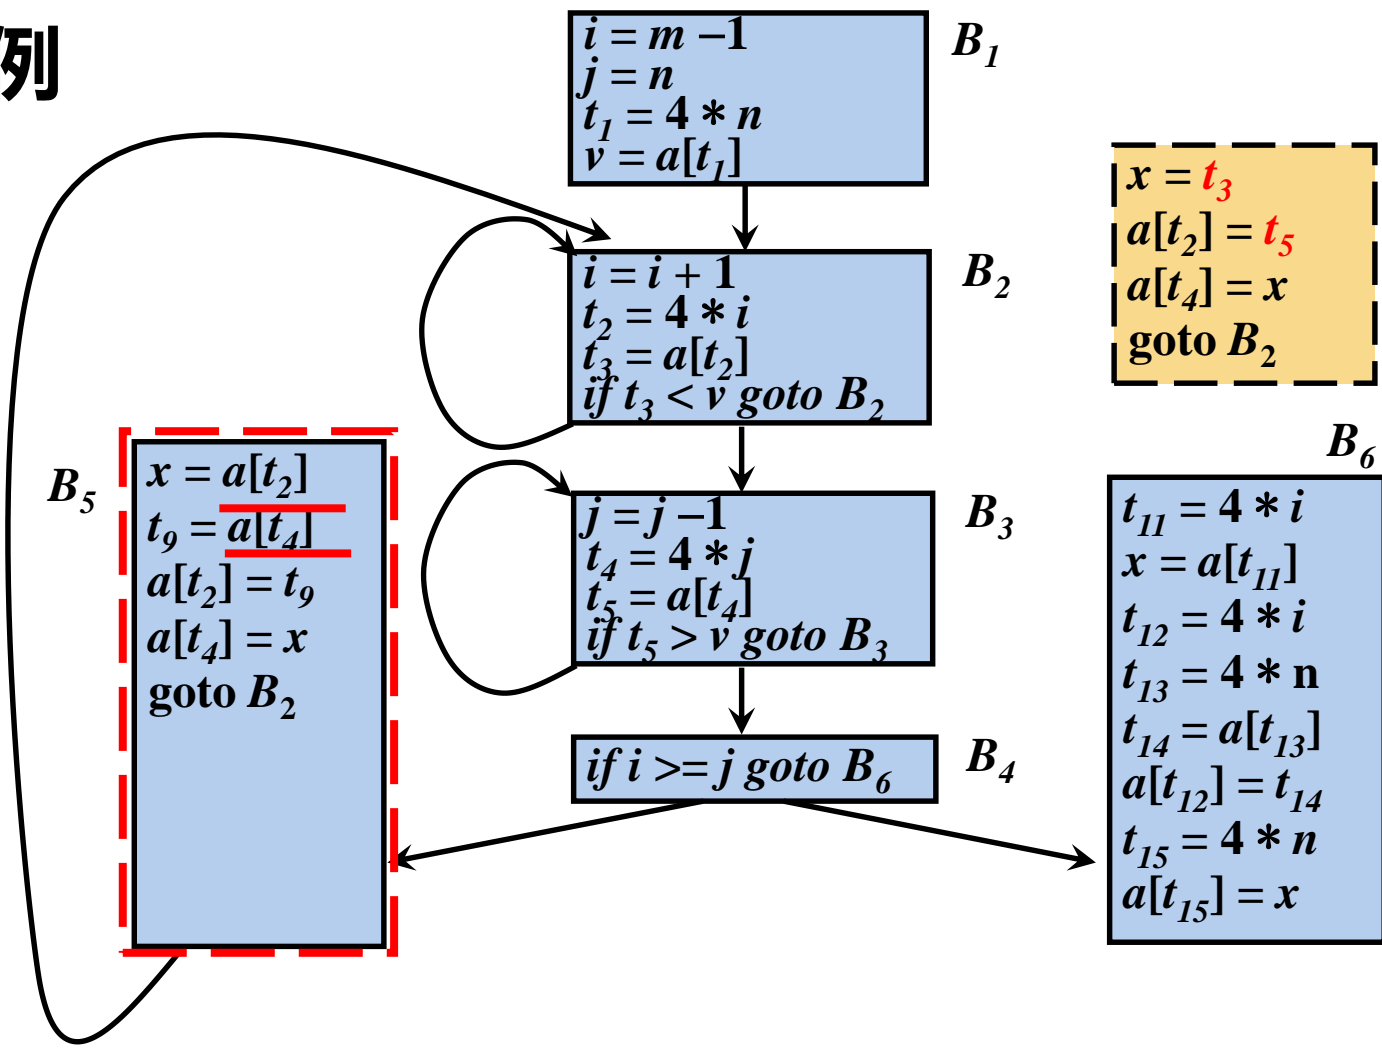 例
i = m −1
j = n
t₁ = 4 * n
v = a[t₁]
B₁
i = i + 1
t₂ = 4 * i
t₃ = a[t₂]
if t₃ < v goto B₂
B₂
x = t₃
a[t₂] = t₅
a[t₄] = x
goto B₂
B₅
x = a[t₂]
t₉ = a[t₄]
a[t₂] = t₉
a[t₄] = x
goto B₂
j = j −1
t₄ = 4 * j
t₅ = a[t₄]
if t₅ > v goto B₃
B₃
if i >= j goto B₆
B₄
B₆
t₁₁ = 4 * i
x = a[t₁₁]
t₁₂ = 4 * i
t₁₃ = 4 * n
t₁₄ = a[t₁₃]
a[t₁₂] = t₁₄
t₁₅ = 4 * n
a[t₁₅] = x